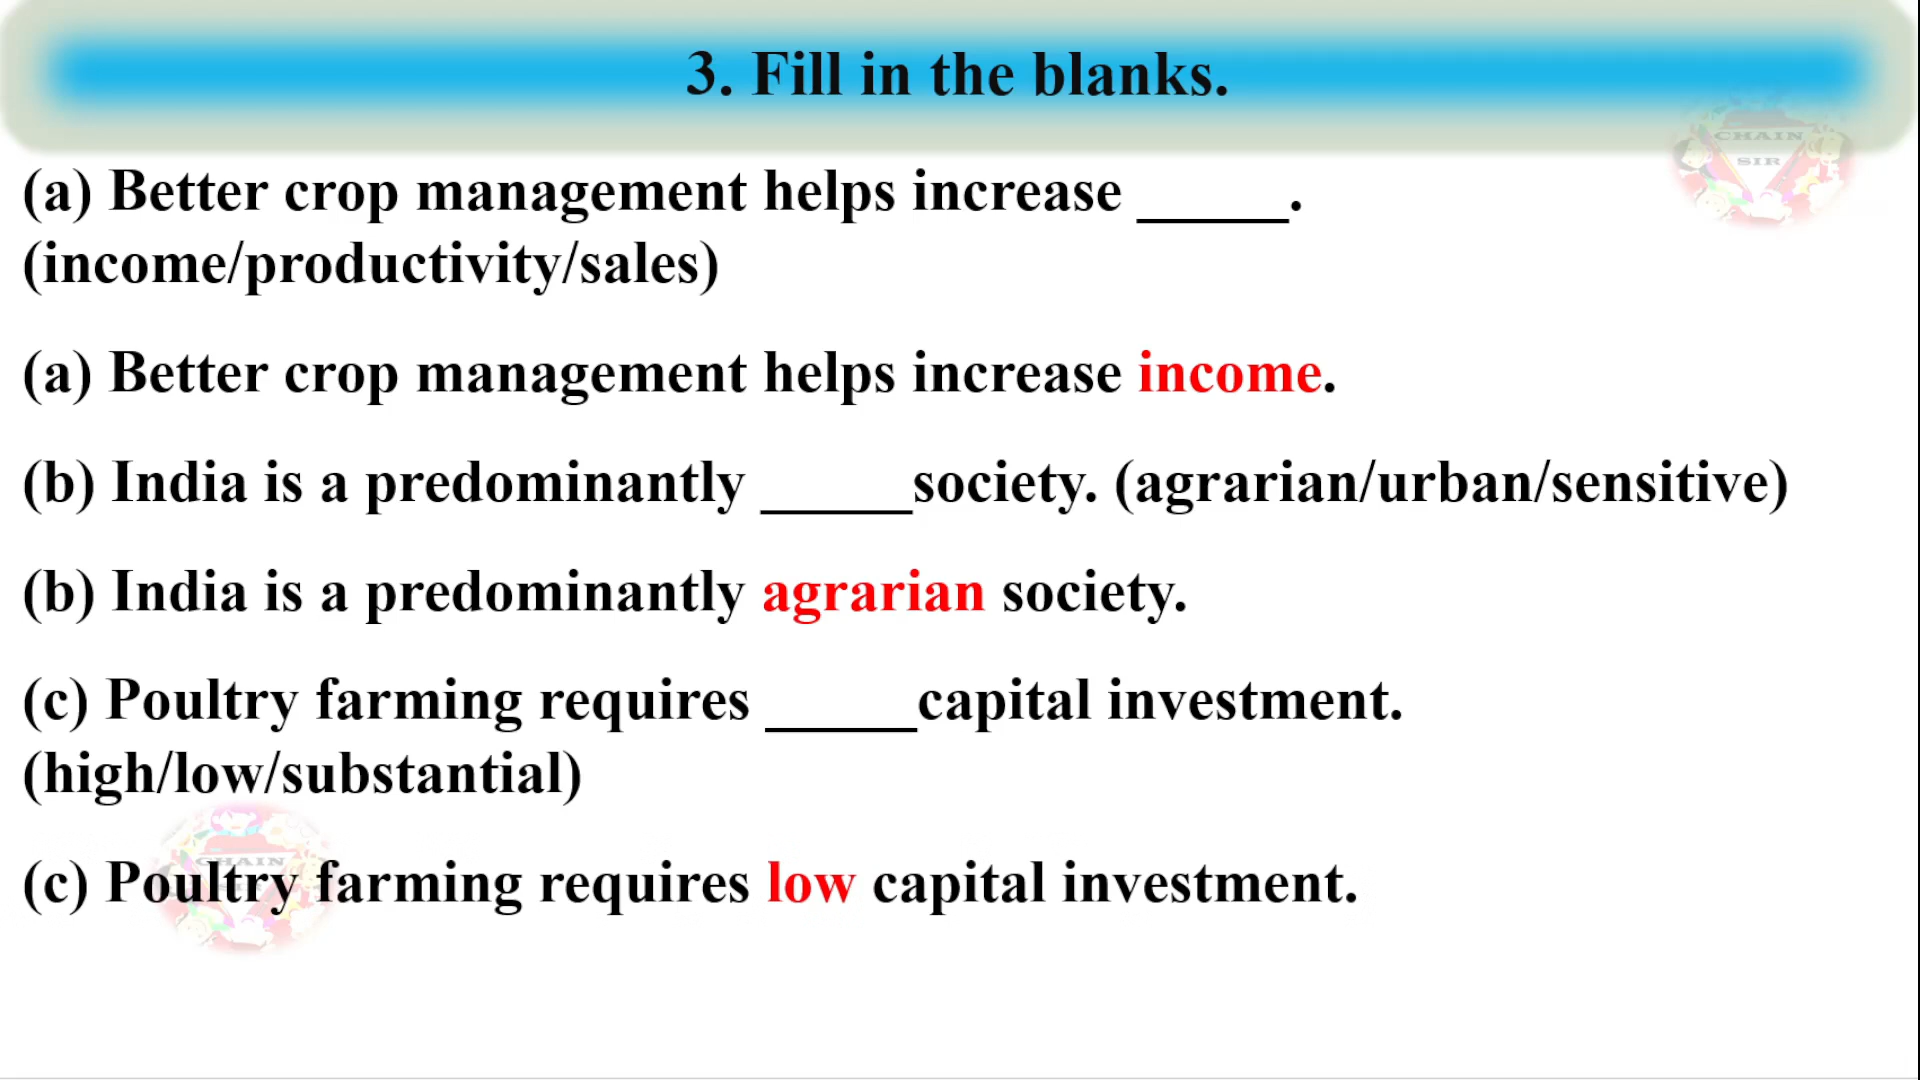 3. Fill in the blanks.
CHAIN
SIR
(a) Better crop management helps increase _____.
(income/productivity/sales)
(a) Better crop management helps increase income.
(b) India is a predominantly _____society. (agrarian/urban/sensitive)
(b) India is a predominantly agrarian society.
(c) Poultry farming requires _____capital investment.
(high/low/substantial)
CHAIN
SIR
(c) Poultry farming requires low capital investment.